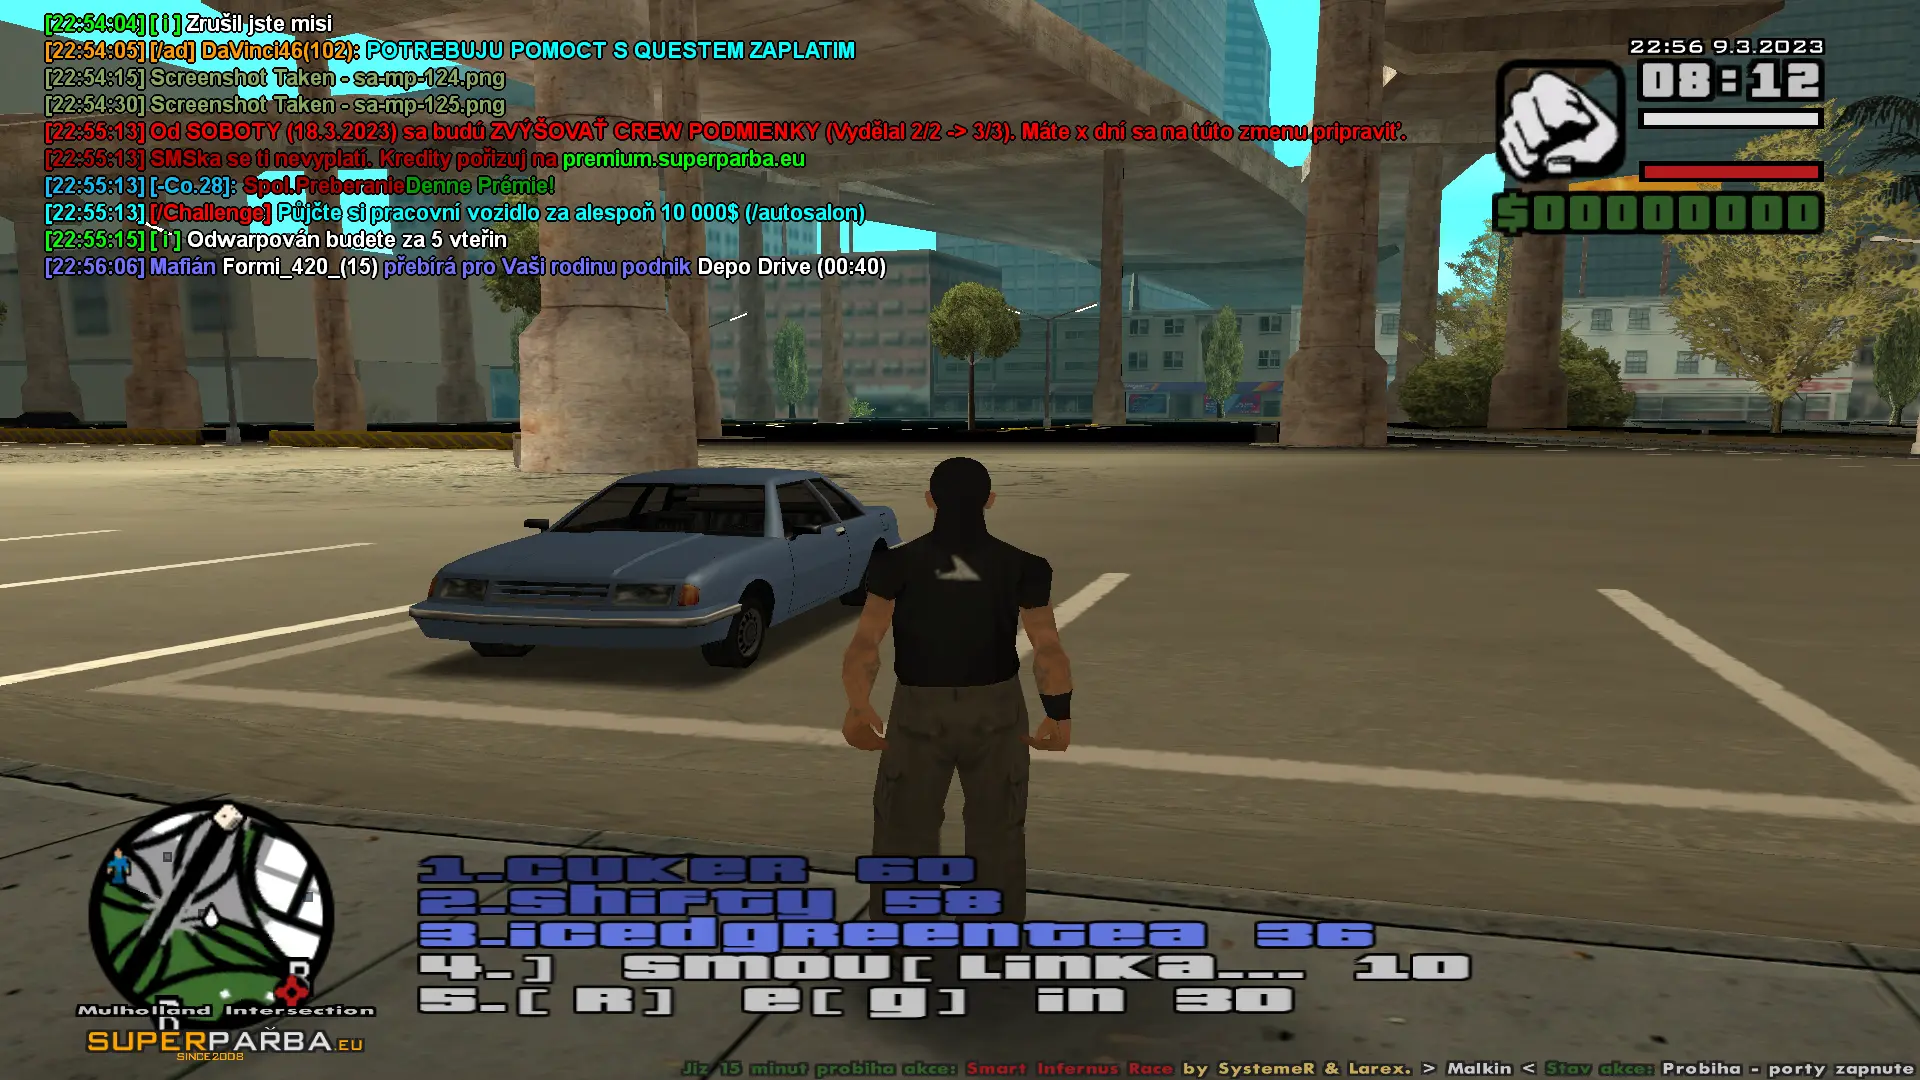 [22:54:04] [ i ] Zrušil jste misi
[22:54:05] [/ad] DaVinci46(102): POTREBUJU POMOCT S QUESTEM ZAPLATIM
[22:54:15] Screenshot Taken - sa-mp-124.png
[22:54:30] Screenshot Taken - sa-mp-125.png
[22:55:13] Od SOBOTY (18.3.2023) sa budú ZVÝŠOVAŤ CREW PODMIENKY (Vydělal 2/2 -> 3/3). Máte x dní sa na túto zmenu pripraviť.
[22:55:13] SMSka se ti nevyplatí. Kredity pořizuj na premium.superparba.eu
[22:55:13] [-Co.28]: Spol.PreberanieDenne Prémie!
[22:55:13] [/Challenge] Půjčte si pracovní vozidlo za alespoň 10 000$ (/autosalon)
[22:55:15] [ i ] Odwarpován budete za 5 vteřin
[22:56:06] Mafián Formi_420_(15) přebírá pro Vaši rodinu podnik Depo Drive (00:40)
22:56 9.3.2023
08:12
$00000000
1.CUKER 60
2.Shifty 58
3.icedgreentea 36
4.] Smou[ Linka... 10
5.[ R ] e[ g ] in 30
R
Mulholland Intersection
SUPERPAŘBA.EU
SINCE 2008
Jiz 15 minut probiha akce: Smart Infernus Race by SystemeR & Larex. > Malkin < Stav akce: Probiha - porty zapnute